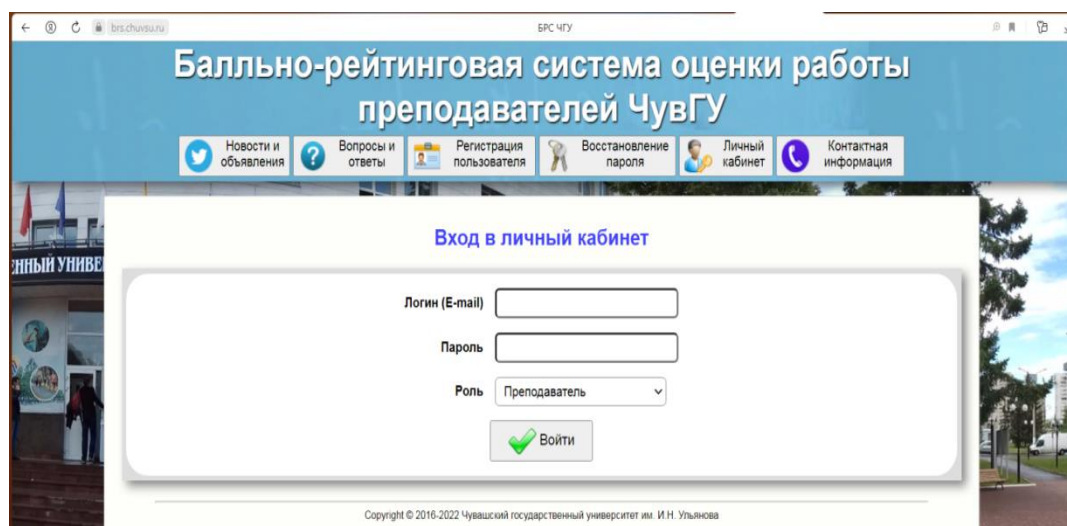 brs.chuvsu.ru
БРС ЧГУ
Балльно-рейтинговая система оценки работы
преподавателей ЧувГУ
Новости и
объявления
Вопросы и
ответы
Регистрация
пользователя
Восстановление
пароля
Личный
кабинет
Контактная
информация
Вход в личный кабинет
ННЫЙ УНИВЕ
Логин (E-mail)
Пароль
Роль
Преподаватель
Войти
Copyright © 2016-2022 Чувашский государственный университет им. И.Н. Ульянова